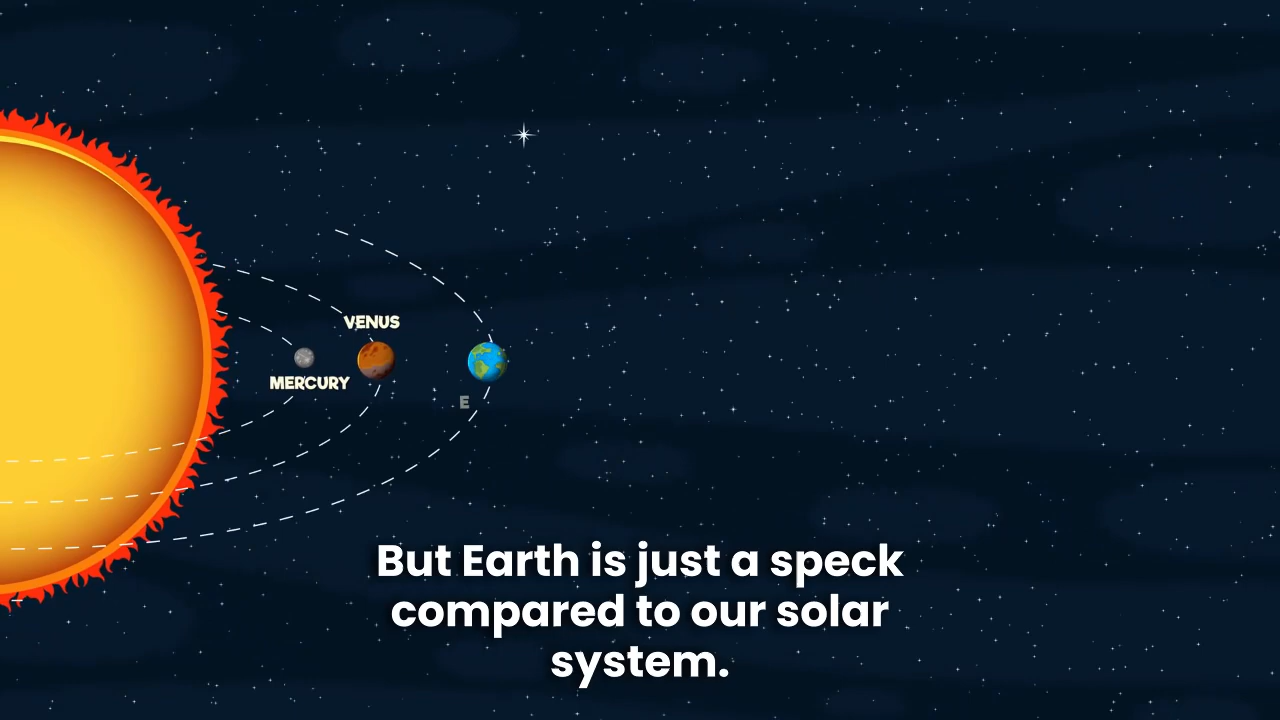 VENUS
MERCURY
E
But Earth is just a speck
compared to our solar
system.